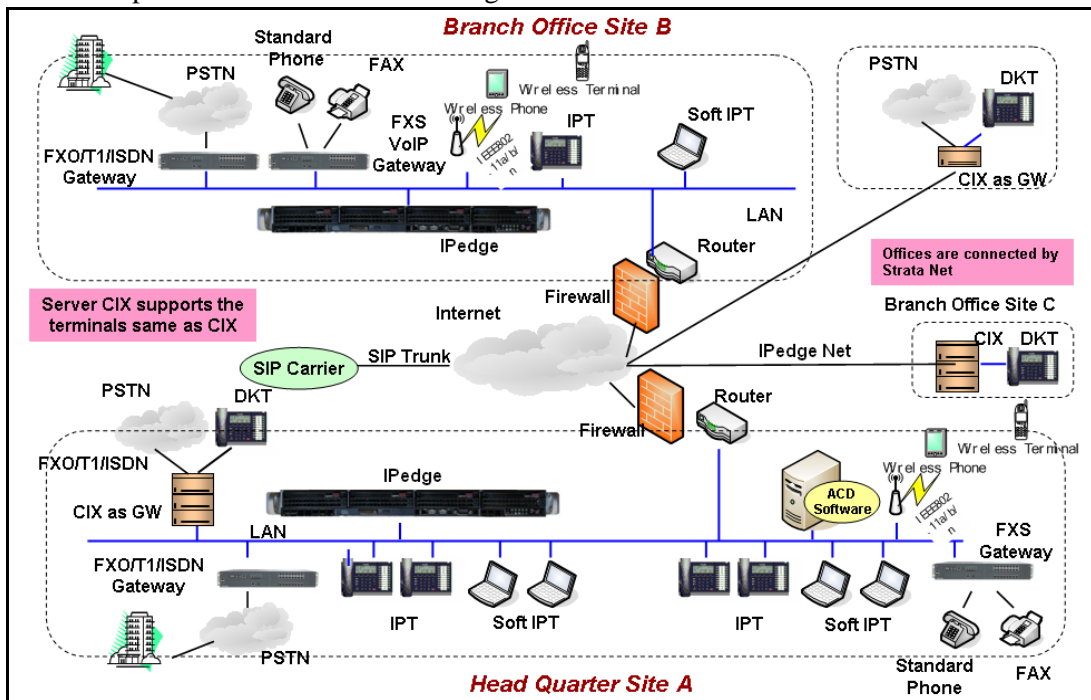 Branch Office Site B
Standard
Phone
FAX
PSTN
Wireless Terminal
Wireless Phone
FXO/T1/ISDN
Gateway
FXS
VoIP
Gateway
IEEE802
.11a/b/
n
IPT
Soft IPT
PSTN
DKT
CIX as GW
LAN
IPedge
Router
Offices are connected by
Strata Net
Server CIX supports the
terminals same as CIX
Firewall
Internet
Branch Office Site C
CIX
DKT
IPedge Net
SIP Carrier
SIP Trunk
PSTN
DKT
Router
Firewall
Wireless Terminal
Wireless Phone
FXO/T1/ISDN
CIX as GW
IPedge
ACD
Software
IEEE802
.11a/b/
n
LAN
FXS
Gateway
FXO/T1/ISDN
Gateway
IPT
Soft IPT
IPT
Soft IPT
PSTN
Standard
Phone
FAX
Head Quarter Site A